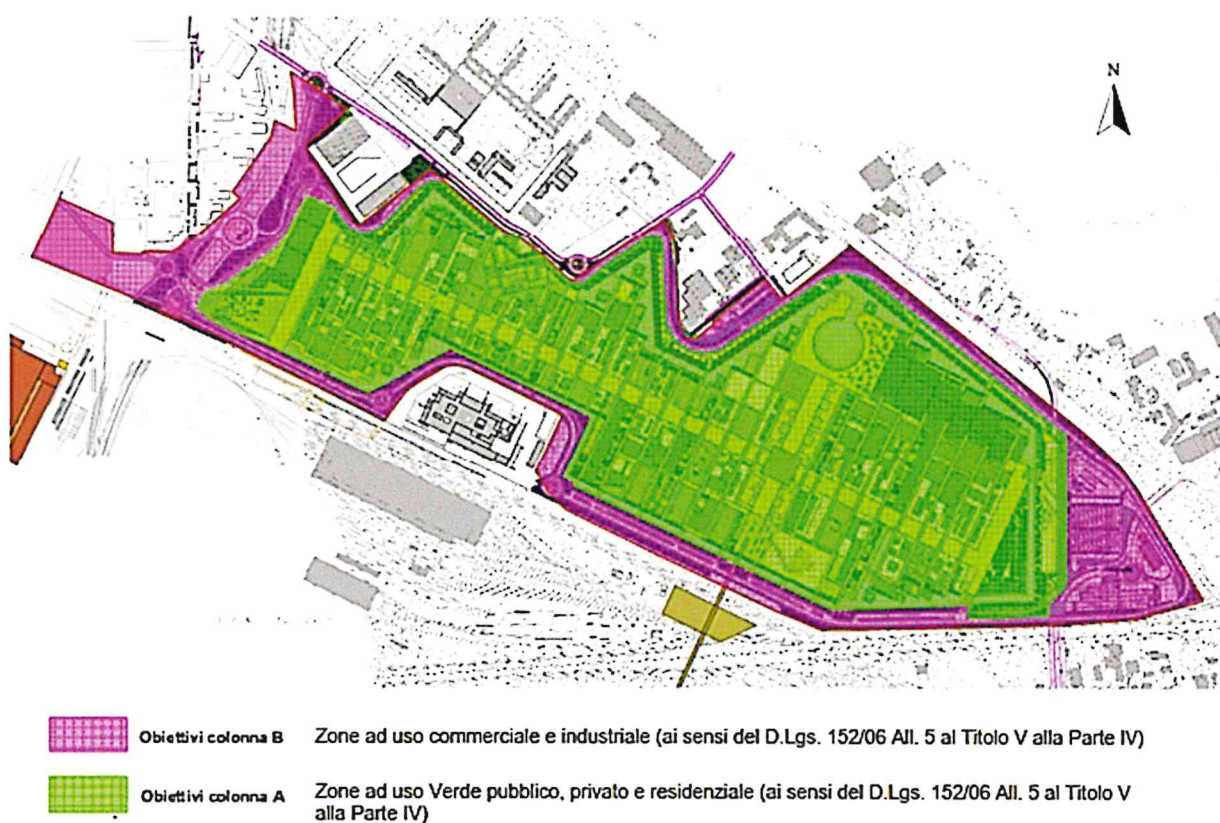 N
Obiettivi colonna B Zone ad uso commerciale e industriale (ai sensi del D.Lgs. 152/06 All. 5 al Titolo V alla Parte IV)
Obiettivi colonna A Zone ad uso Verde pubblico, privato e residenziale (ai sensi del D.Lgs. 152/06 All. 5 al Titolo V
alla Parte IV)